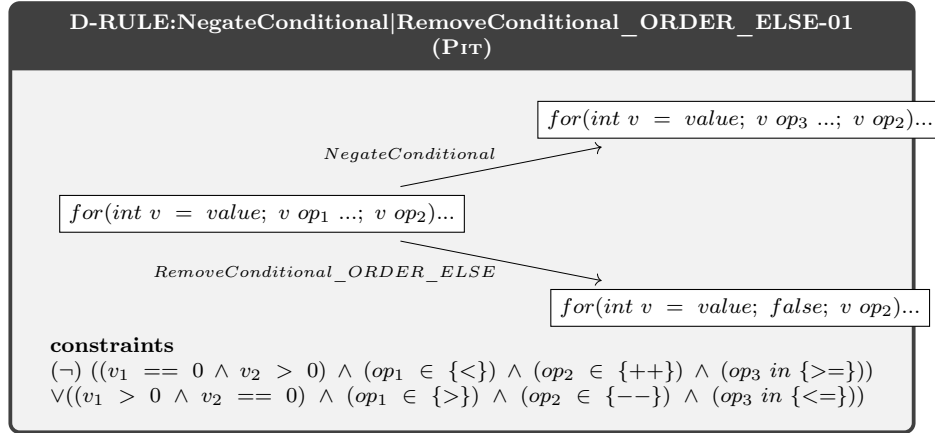 D-RULE:NegateConditional|RemoveConditional_ORDER_ELSE-01
(PIT)
for(int v = value; v op₃ ...; v op₂)...
NegateConditional
for(int v = value; v op₁ ...; v op₂)...
RemoveConditional_ORDER_ELSE
for(int v = value; false; v op₂)...
constraints
(¬) ((v₁ == 0 ∧ v₂ > 0) ∧ (op₁ ∈ {<}) ∧ (op₂ ∈ {++}) ∧ (op₃ in {>=}))
∨((v₁ > 0 ∧ v₂ == 0) ∧ (op₁ ∈ {>}) ∧ (op₂ ∈ {−−}) ∧ (op₃ in {<=}))